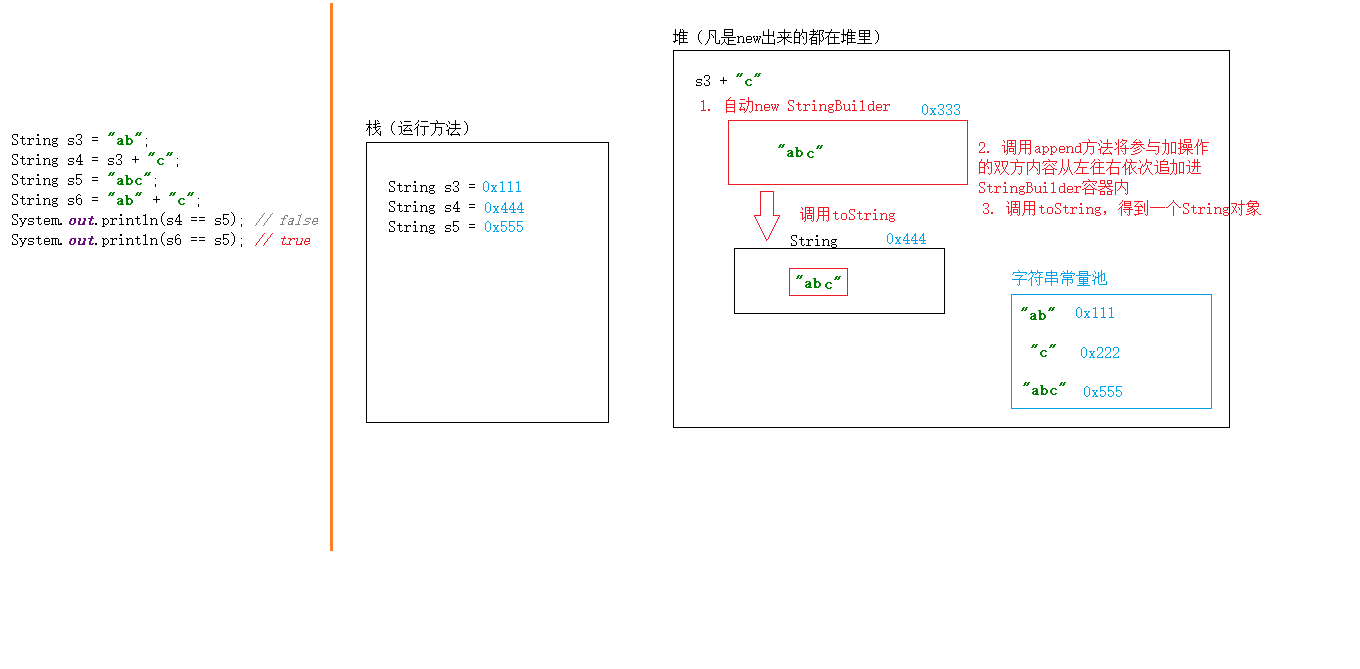 String s3 = "ab";
String s4 = s3 + "c";
String s5 = "abc";
String s6 = "ab" + "c";
System.out.println(s4 == s5); // false
System.out.println(s6 == s5); // true
栈（运行方法）
String s3 = 0x111
String s4 = 0x444
String s5 = 0x555
堆（凡是new出来的都在堆里）
s3 + "c"
1. 自动new StringBuilder 0x333
"abc"
2. 调用append方法将参与加操作
的双方内容从左往右依次追加进
StringBuilder容器内
3. 调用toString，得到一个String对象
调用toString
String 0x444
"abc"
字符串常量池
"ab" 0x111
"c" 0x222
"abc" 0x555